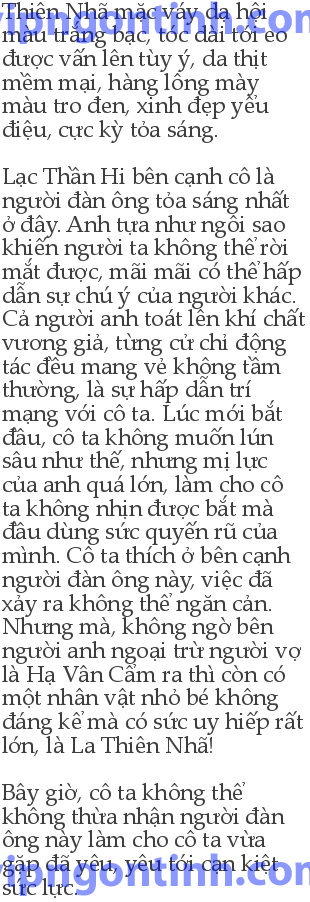 vipngontinh.com
Thiên Nhã mặc váy dạ hội
màu trắng bạc, tóc dài tới eo
được vấn lên tùy ý, da thịt
mềm mại, hàng lông mày
màu tro đen, xinh đẹp yểu
điệu, cực kỳ tỏa sáng.
Lạc Thần Hi bên cạnh cô là
người đàn ông tỏa sáng nhất
ở đây. Anh tựa như ngôi sao
khiến người ta không thể rời
mắt được, mãi mãi có thể hấp
dẫn sự chú ý của người khác.
Cả người anh toát lên khí chất
vương giả, từng cử chỉ động
tác đều mang vẻ không tầm
thường, là sự hấp dẫn trí
mạng với cô ta. Lúc mới bắt
đầu, cô ta không muốn lún
sâu như thế, nhưng mị lực
của anh quá lớn, làm cho cô
ta không nhịn được bắt mà
đầu dùng sức quyến rũ của
mình. Cô ta thích ở bên cạnh
người đàn ông này, việc đã
xảy ra không thể ngăn cản.
Nhưng mà, không ngờ bên
người anh ngoại trừ người vợ
là Hạ Vân Cẩm ra thì còn có
một nhân vật nhỏ bé không
đáng kể mà có sức uy hiếp rất
lớn, là La Thiên Nhã!
Bây giờ, cô ta không thể
không thừa nhận người đàn
ông này làm cho cô ta vừa
gặp đã yêu, yêu tới cạn kiệt
vipngontinh.com
sức lực.